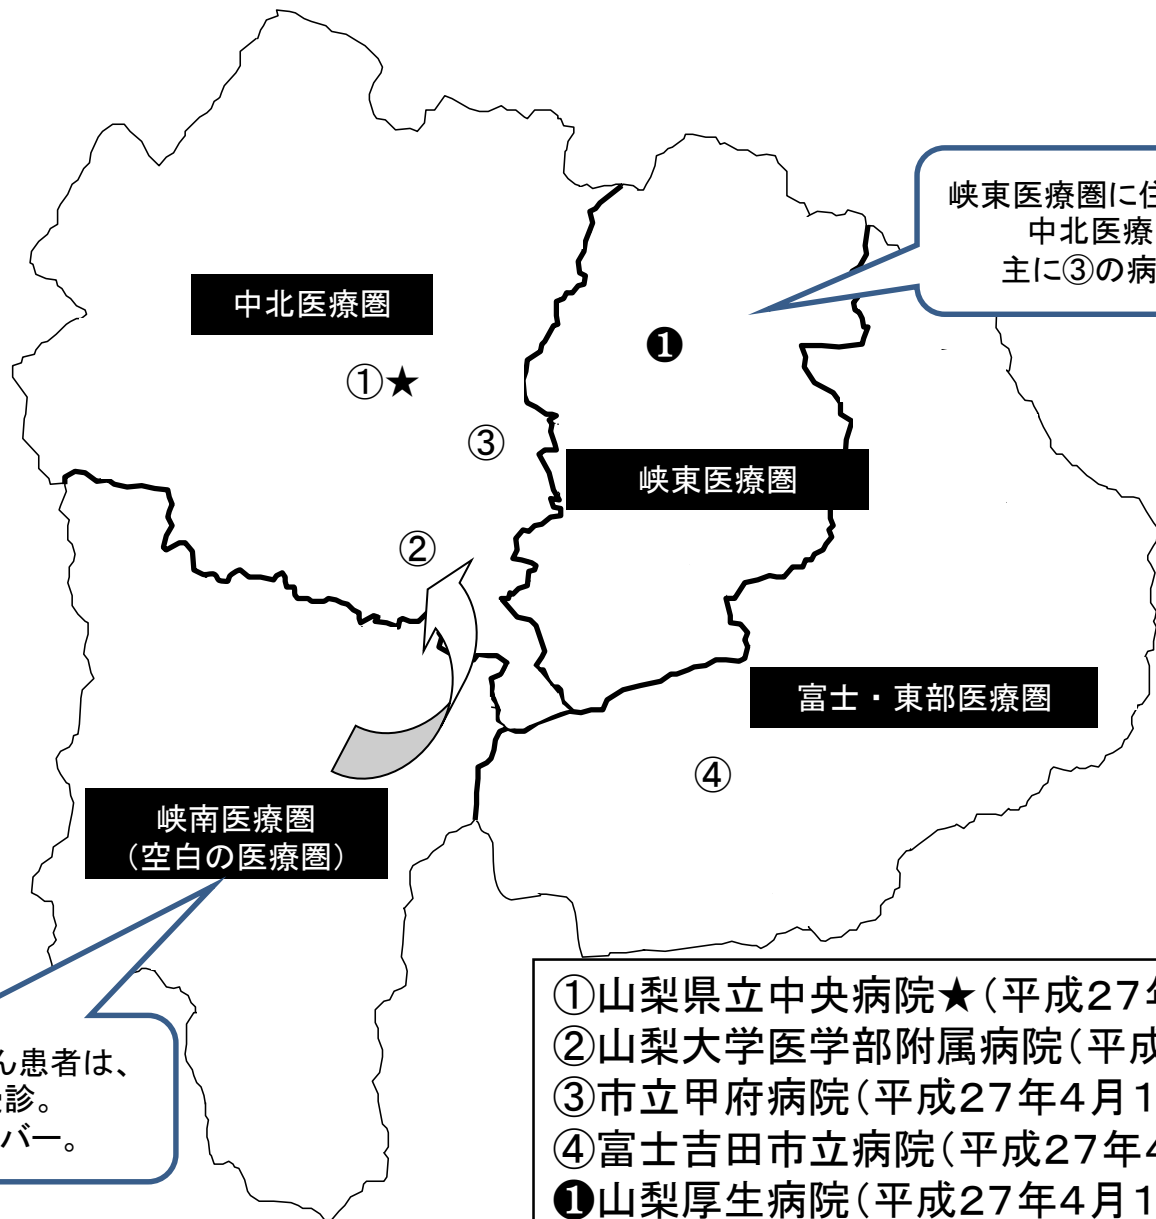 峡東医療圏に住
中北医療
主に③の病
中北医療圏
❶
①★
③
峡東医療圏
②
富士・東部医療圏
④
峡南医療圏
（空白の医療圏）
ん患者は、
診。
バー。
①山梨県立中央病院★（平成27年
②山梨大学医学部附属病院（平成
③市立甲府病院（平成27年4月1
④富士吉田市立病院（平成27年4
❶山梨厚生病院（平成27年4月1